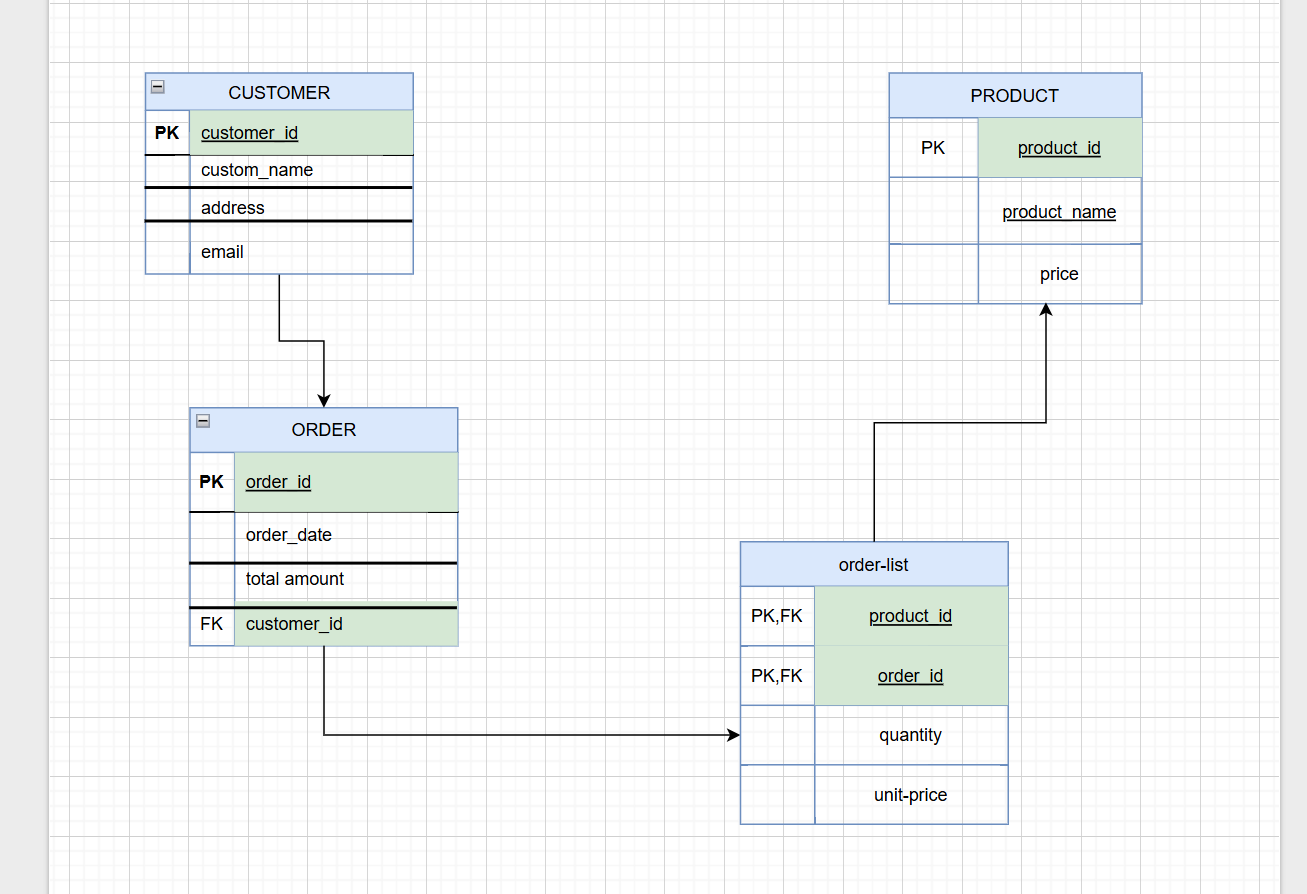 CUSTOMER
PK customer_id
custom_name
address
email
PRODUCT
PK product_id
product_name
price
ORDER
PK order_id
order_date
total amount
FK customer_id
order-list
PK,FK product_id
PK,FK order_id
quantity
unit-price